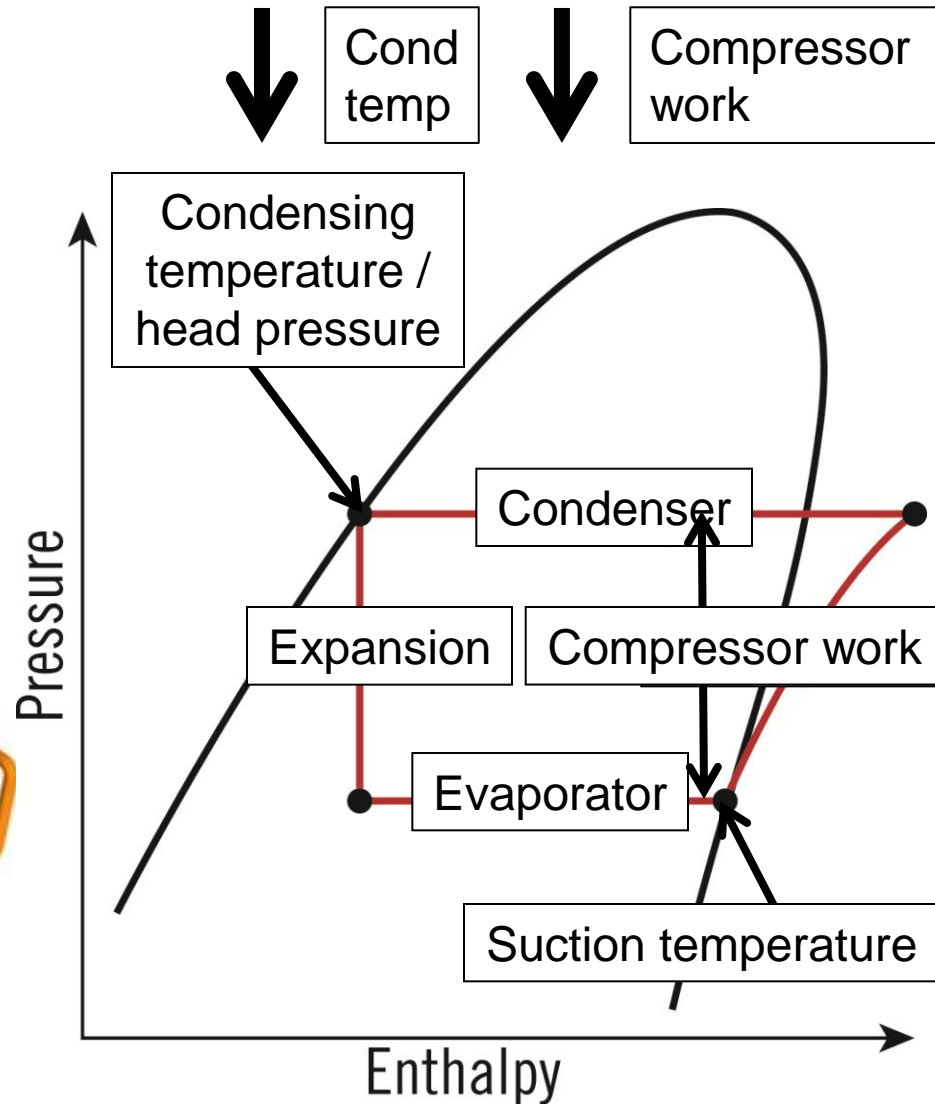 Cond
temp
Compressor
work
Condensing
temperature /
head pressure
Condenser
Expansion
Compressor work
Evaporator
Suction temperature
Pressure
Enthalpy